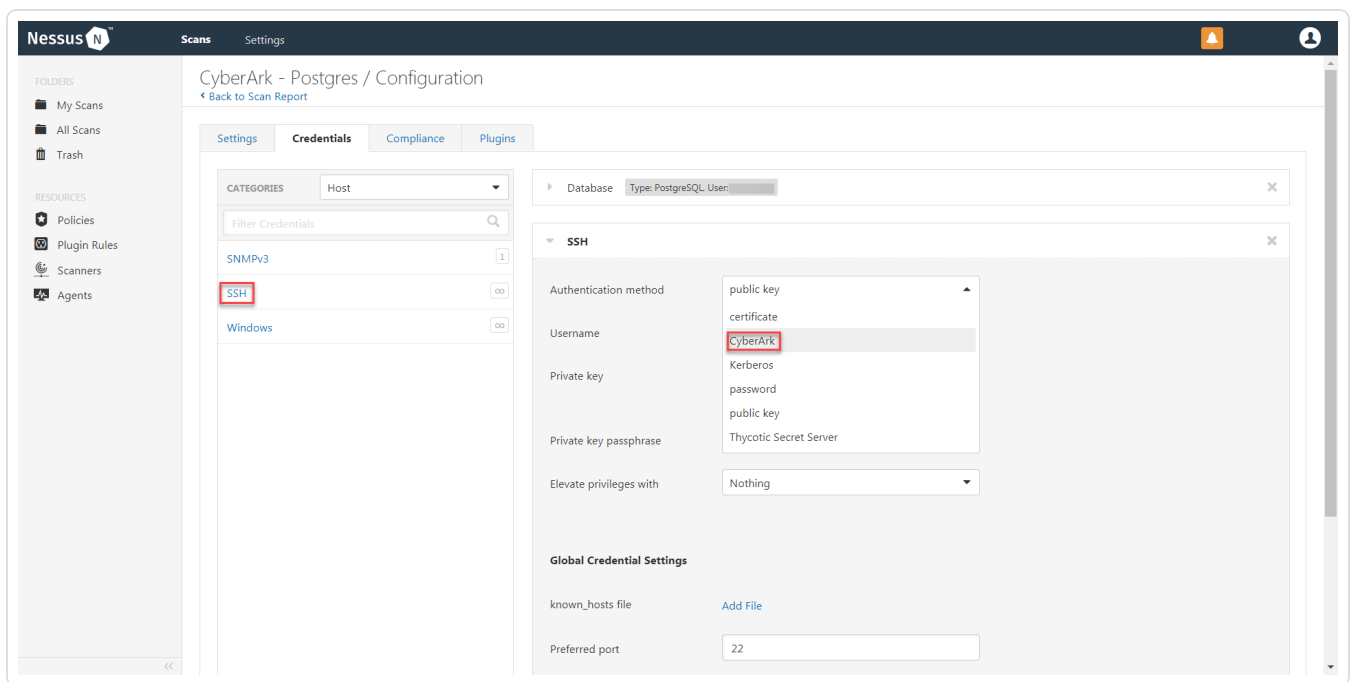 Nessus N ™
Scans Settings
FOLDERS
My Scans
All Scans
Trash
RESOURCES
Policies
Plugin Rules
Scanners
Agents
CyberArk - Postgres / Configuration
Back to Scan Report
Settings Credentials Compliance Plugins
CATEGORIES Host
Filter Credentials
SNMPv3 1
SSH ∞
Windows ∞
Database Type: PostgreSQL, User:
SSH
Authentication method public key
certificate
CyberArk
Kerberos
password
public key
Thycotic Secret Server
Username
Private key
Private key passphrase
Elevate privileges with Nothing
Global Credential Settings
known_hosts file Add File
Preferred port 22